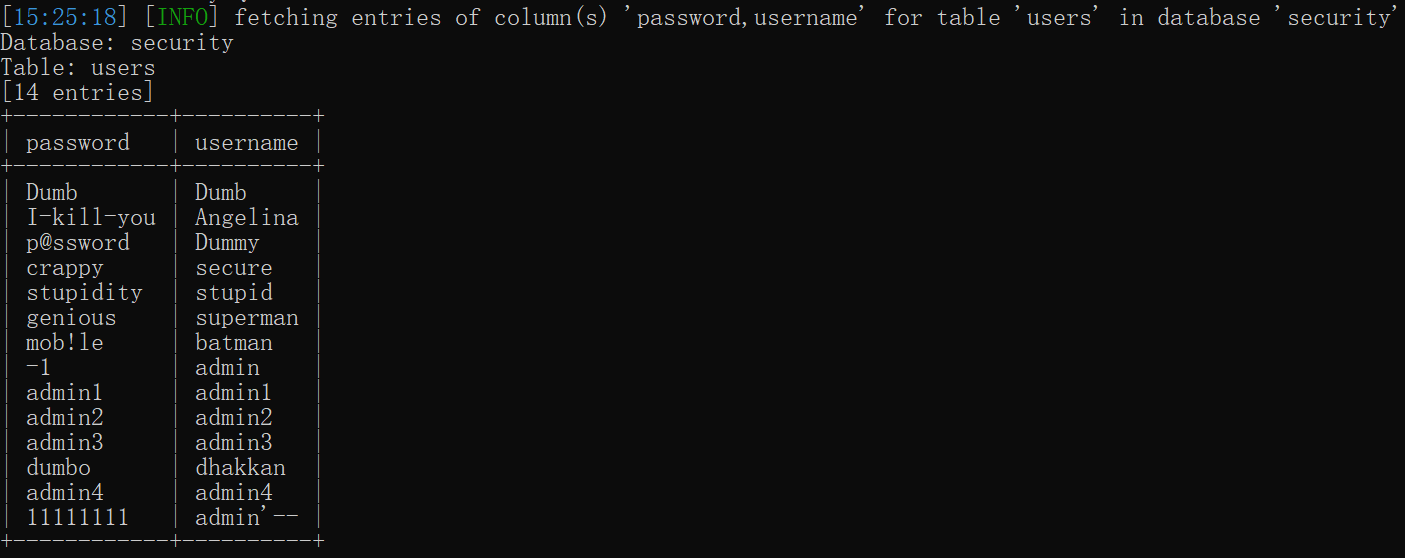 [15:25:18] [INFO] fetching entries of column(s) 'password,username' for table 'users' in database 'security'
Database: security
Table: users
[14 entries]
+------------+----------+
| password   | username |
+------------+----------+
| Dumb       | Dumb     |
| I-kill-you | Angelina |
| p@ssword   | Dummy    |
| crappy     | secure   |
| stupidity  | stupid   |
| genious    | superman |
| mob!le     | batman   |
| -1         | admin    |
| admin1     | admin1   |
| admin2     | admin2   |
| admin3     | admin3   |
| dumbo      | dhakkan  |
| admin4     | admin4   |
| 11111111   | admin'-- |
+------------+----------+